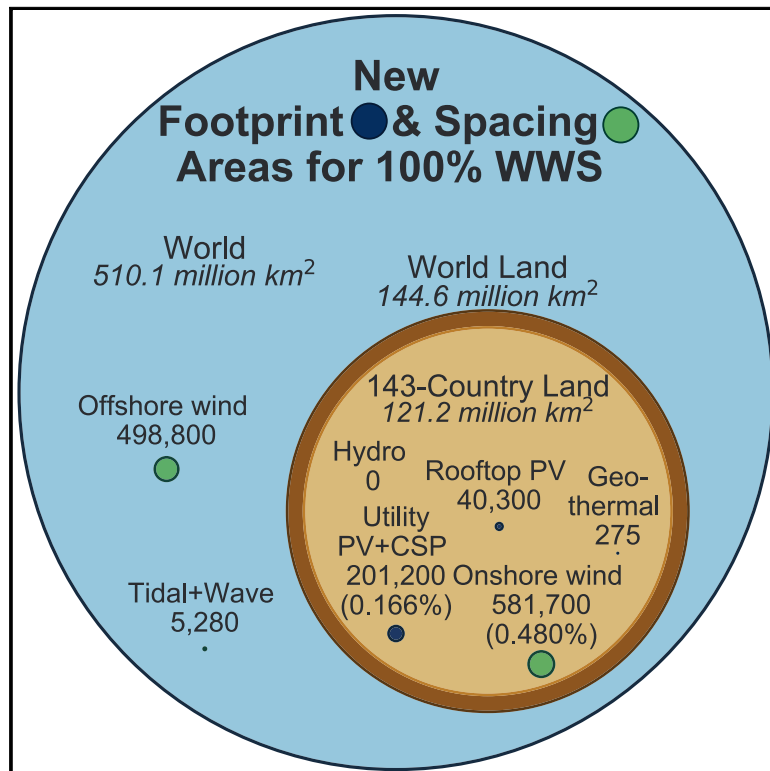 New
Footprint & Spacing
Areas for 100% WWS
World
510.1 million km²
World Land
144.6 million km²
143-Country Land
121.2 million km²
Offshore wind
498,800
Hydro
0
Rooftop PV
40,300
Geo-
thermal
275
Utility
PV+CSP
201,200
(0.166%)
Onshore wind
581,700
(0.480%)
Tidal+Wave
5,280